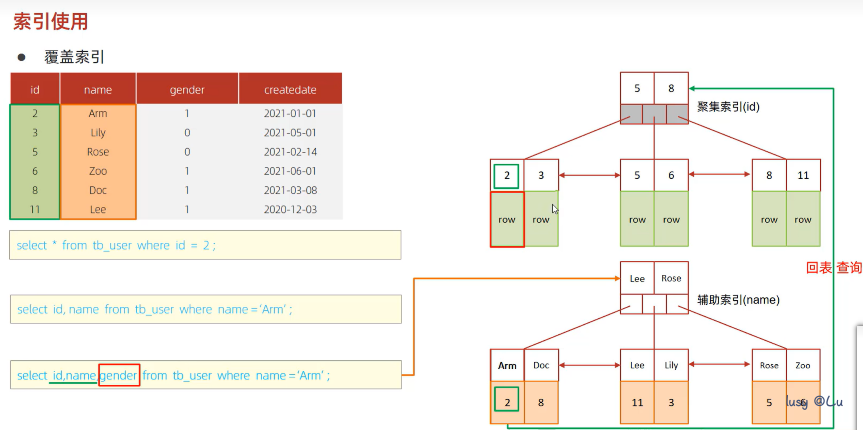 索引使用
● 覆盖索引
id name gender createdate
2 Arm 1 2021-01-01
3 Lily 0 2021-05-01
5 Rose 0 2021-02-14
6 Zoo 1 2021-06-01
8 Doc 1 2021-03-08
11 Lee 1 2020-12-03
select * from tb_user where id = 2 ;
select id, name from tb_user where name = 'Arm' ;
select id,name,gender from tb_user where name = 'Arm' ;
5 8
聚集索引(id)
2 3 5 6 8 11
row row row row row row
回表 查询
Lee Rose
辅助索引(name)
Arm Doc Lee Lily Rose Zoo
2 8 11 3 5 6
@Lu